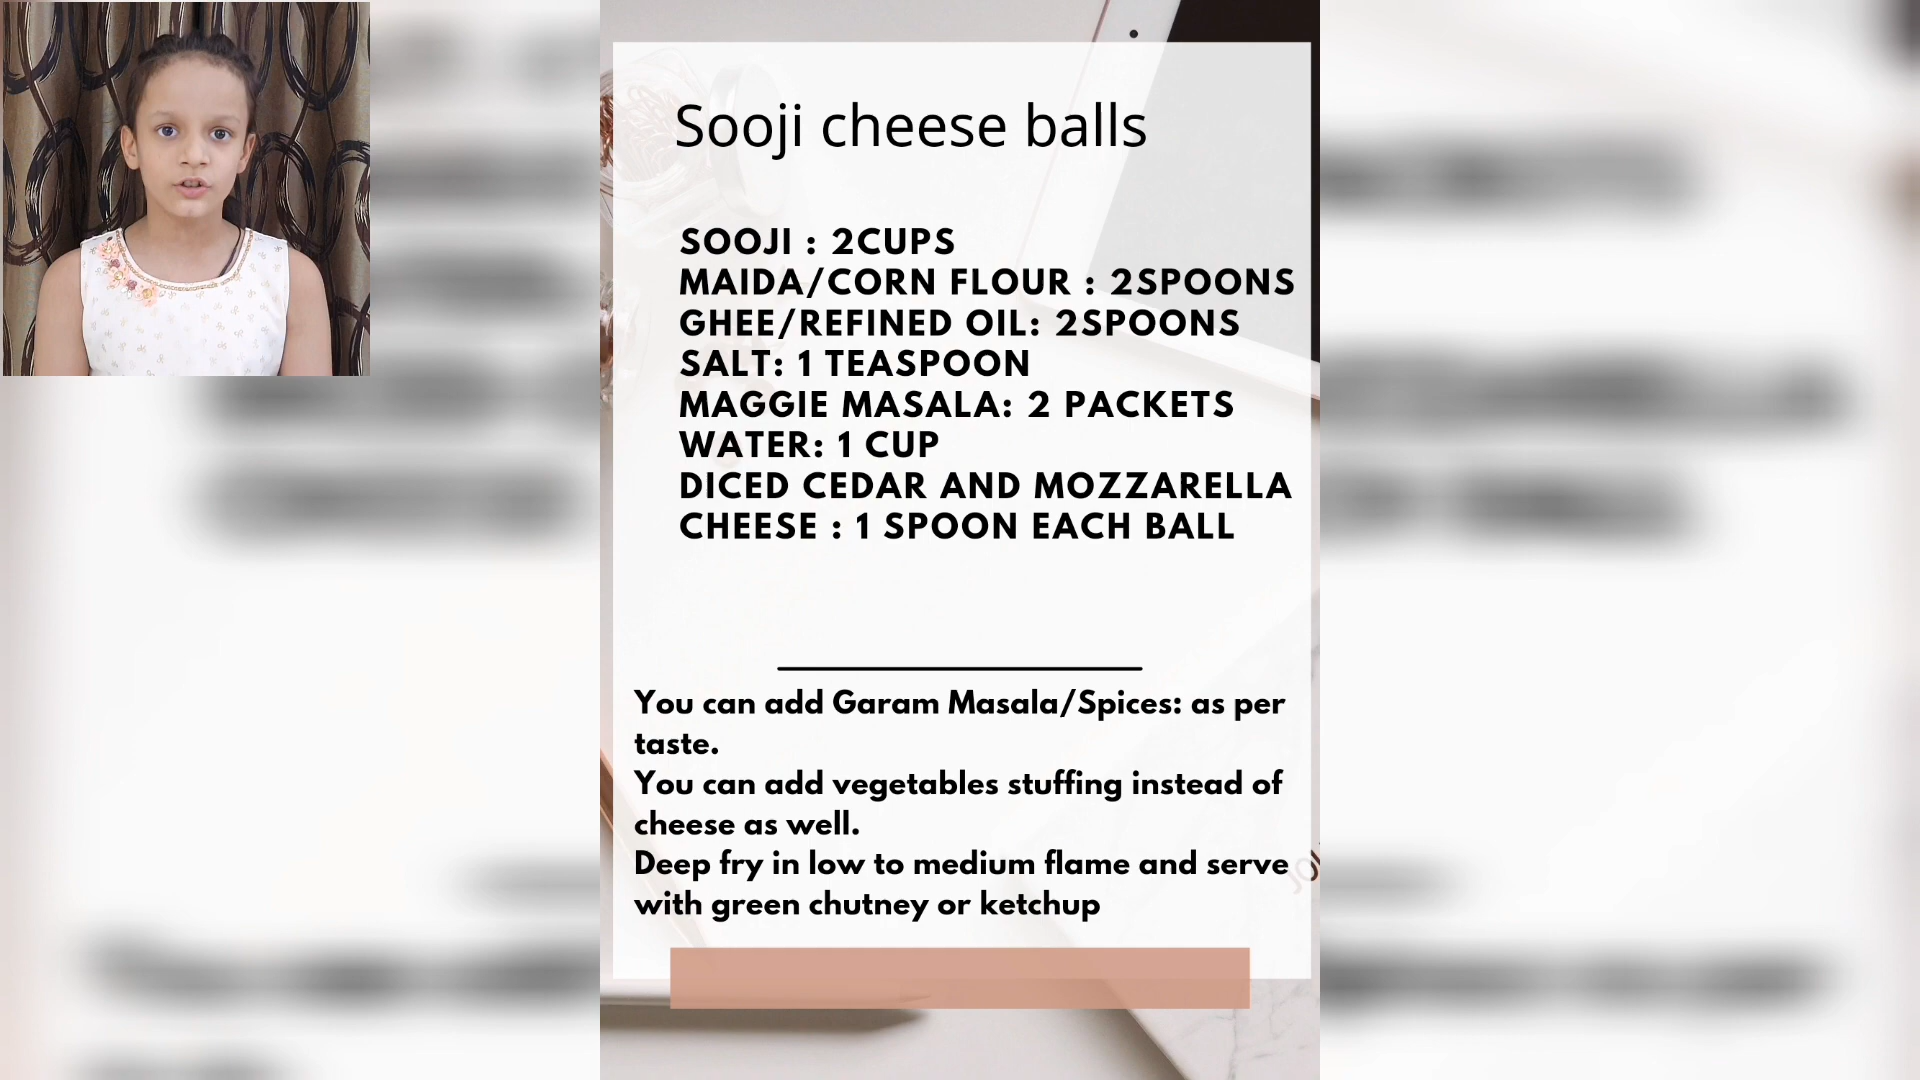 Sooji cheese balls
SOOJI : 2CUPS
MAIDA/CORN FLOUR : 2SPOONS
GHEE/REFINED OIL: 2SPOONS
SALT: 1 TEASPOON
MAGGIE MASALA: 2 PACKETS
WATER: 1 CUP
DICED CEDAR AND MOZZARELLA
CHEESE : 1 SPOON EACH BALL
You can add Garam Masala/Spices: as per
taste.
You can add vegetables stuffing instead of
cheese as well.
Deep fry in low to medium flame and serve
with green chutney or ketchup